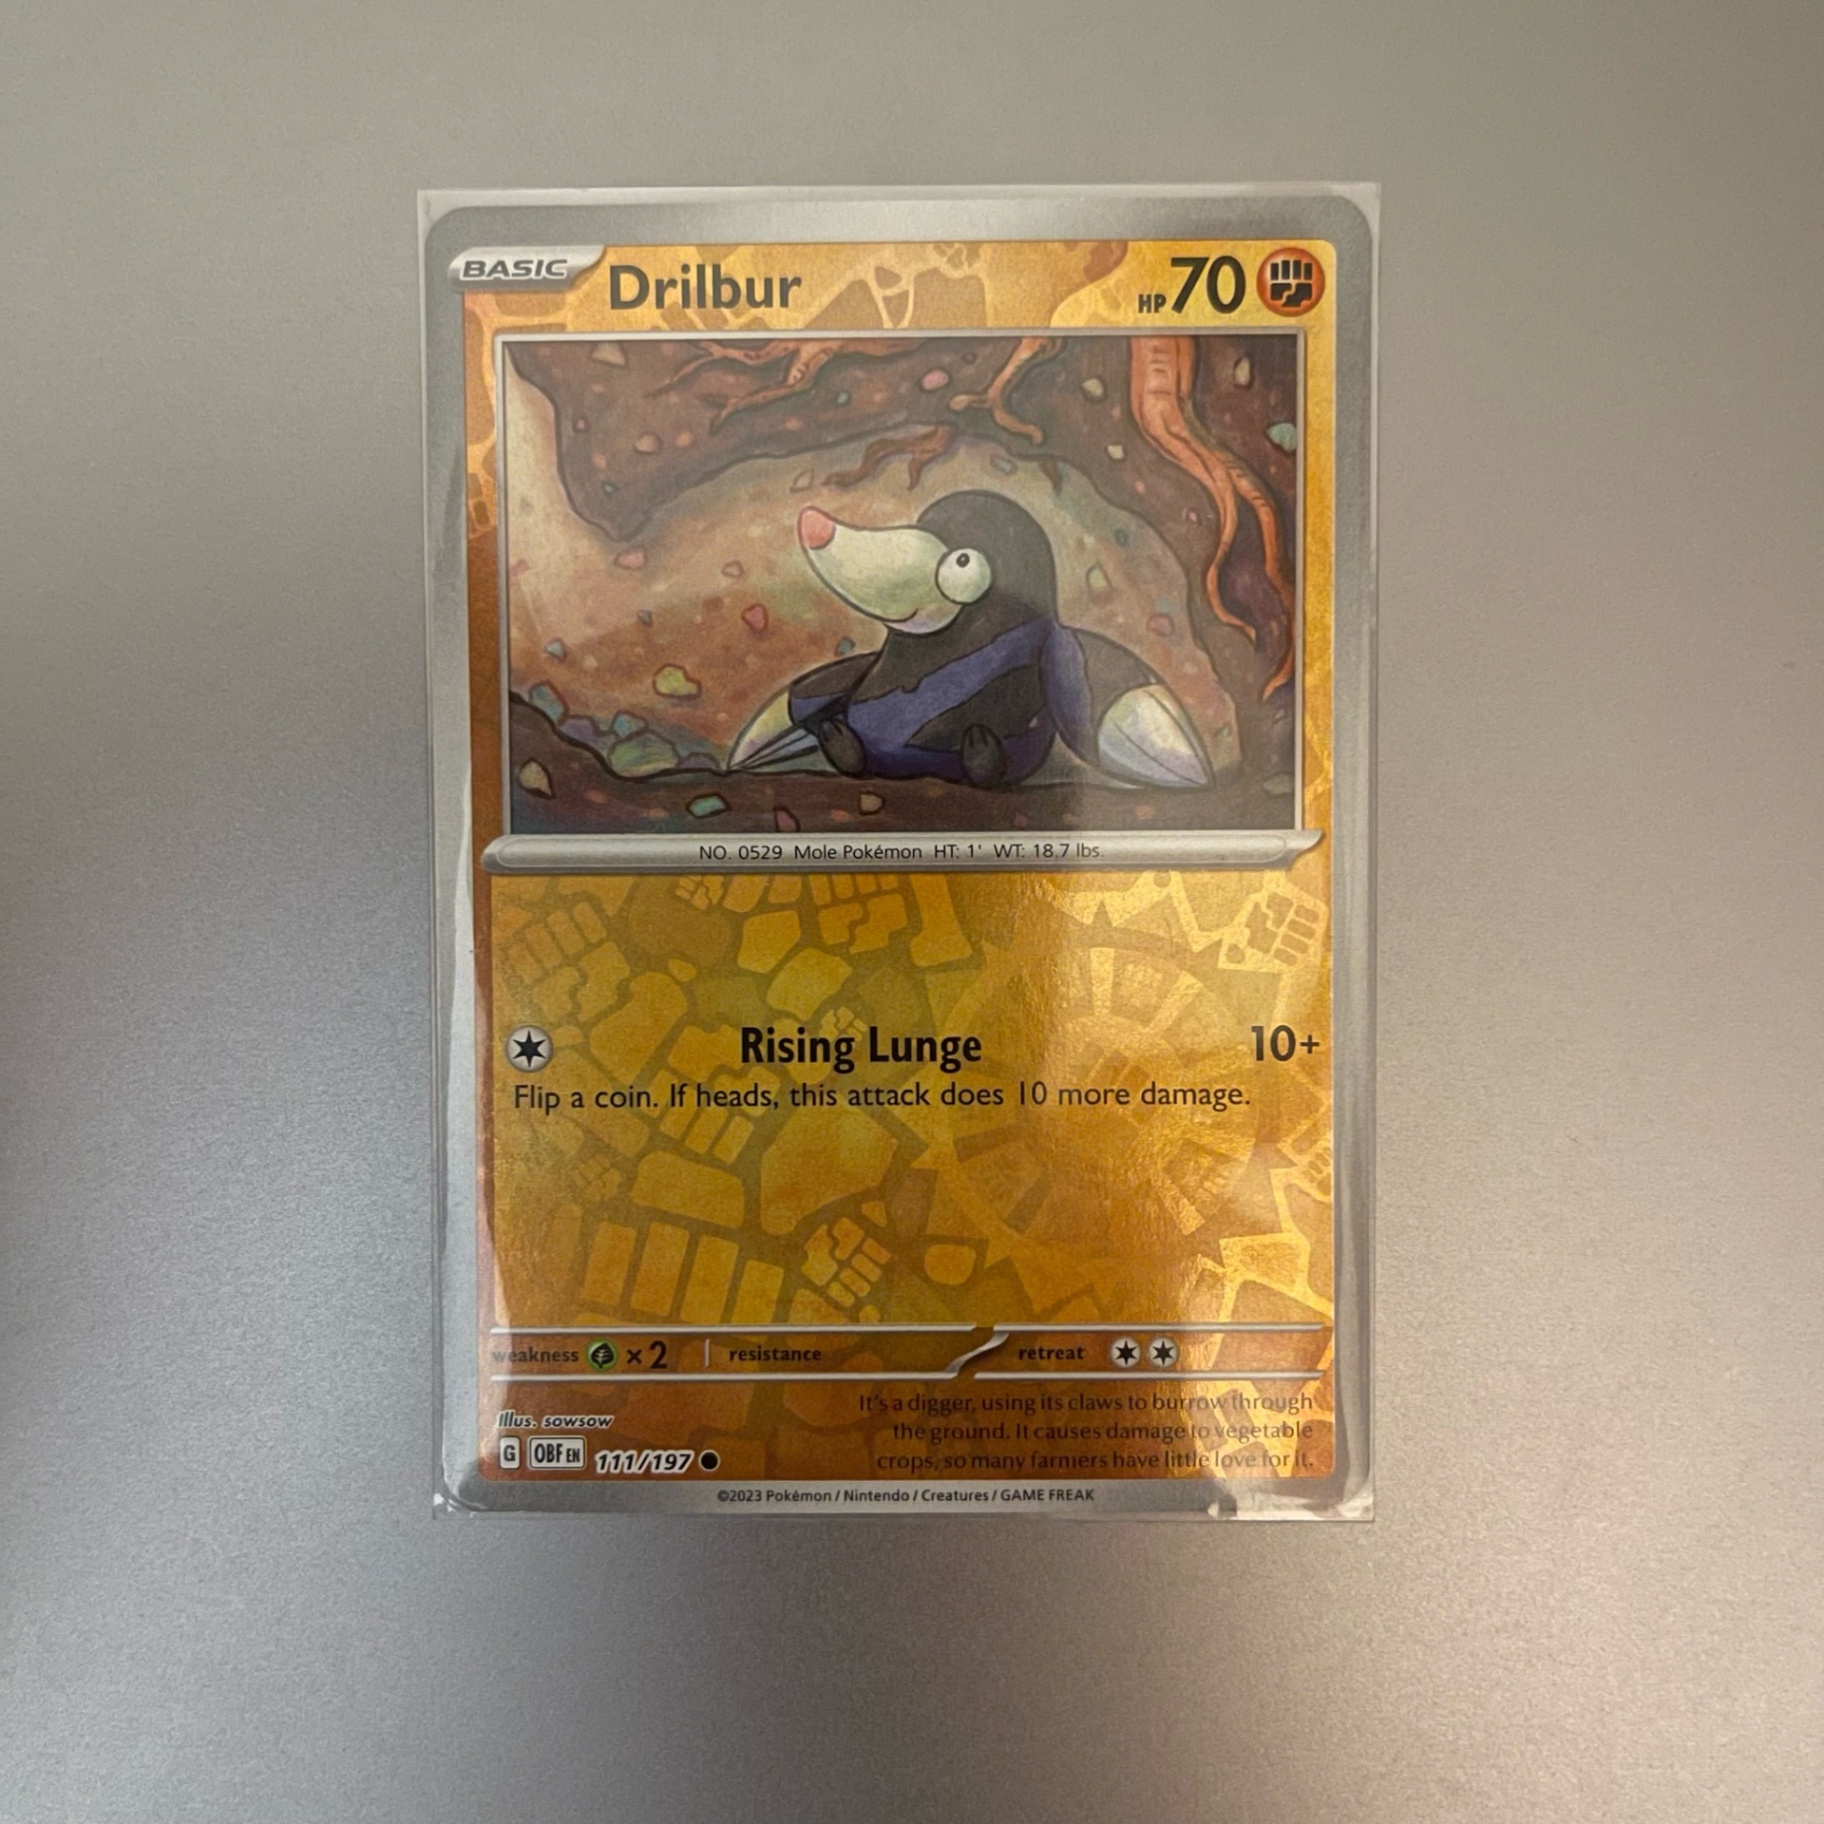 BASIC Drilbur HP 70
NO. 0529 Mole Pokémon HT: 1' WT: 18.7 lbs.
Rising Lunge 10+
Flip a coin. If heads, this attack does 10 more damage.
weakness ×2 resistance retreat
It's a digger, using its claws to burrow through
the ground. It causes damage to vegetable
crops, so many farmers have little love for it.
Illus. sowsow
G OBF EN 111/197
©2023 Pokémon / Nintendo / Creatures / GAME FREAK